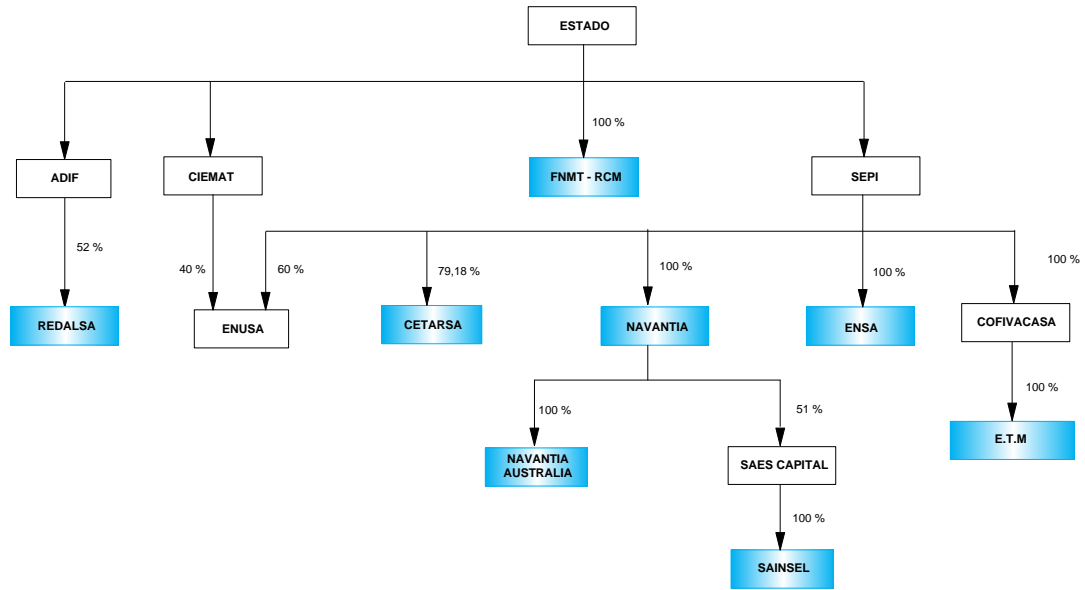 ESTADO
100 %
ADIF
CIEMAT
FNMT - RCM
SEPI
52 %
40 %
60 %
79,18 %
100 %
100 %
100 %
REDALSA
ENUSA
CETARSA
NAVANTIA
ENSA
COFIVACASA
100 %
51 %
100 %
NAVANTIA
AUSTRALIA
SAES CAPITAL
E.T.M
100 %
SAINSEL